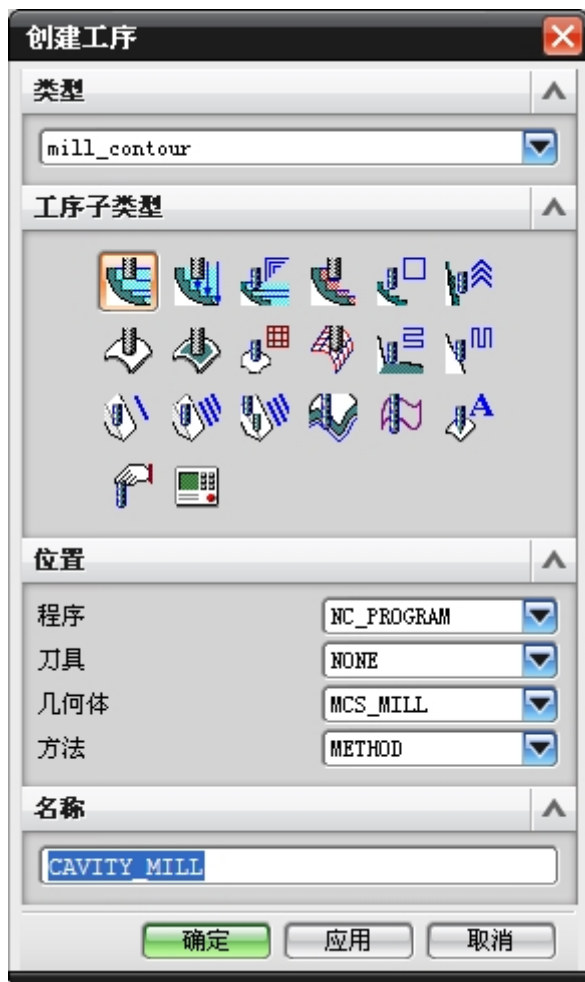 创建工序
类型
mill_contour
工序子类型
A
位置
程序 NC_PROGRAM
刀具 NONE
几何体 MCS_MILL
方法 METHOD
名称
CAVITY_MILL
确定 应用 取消